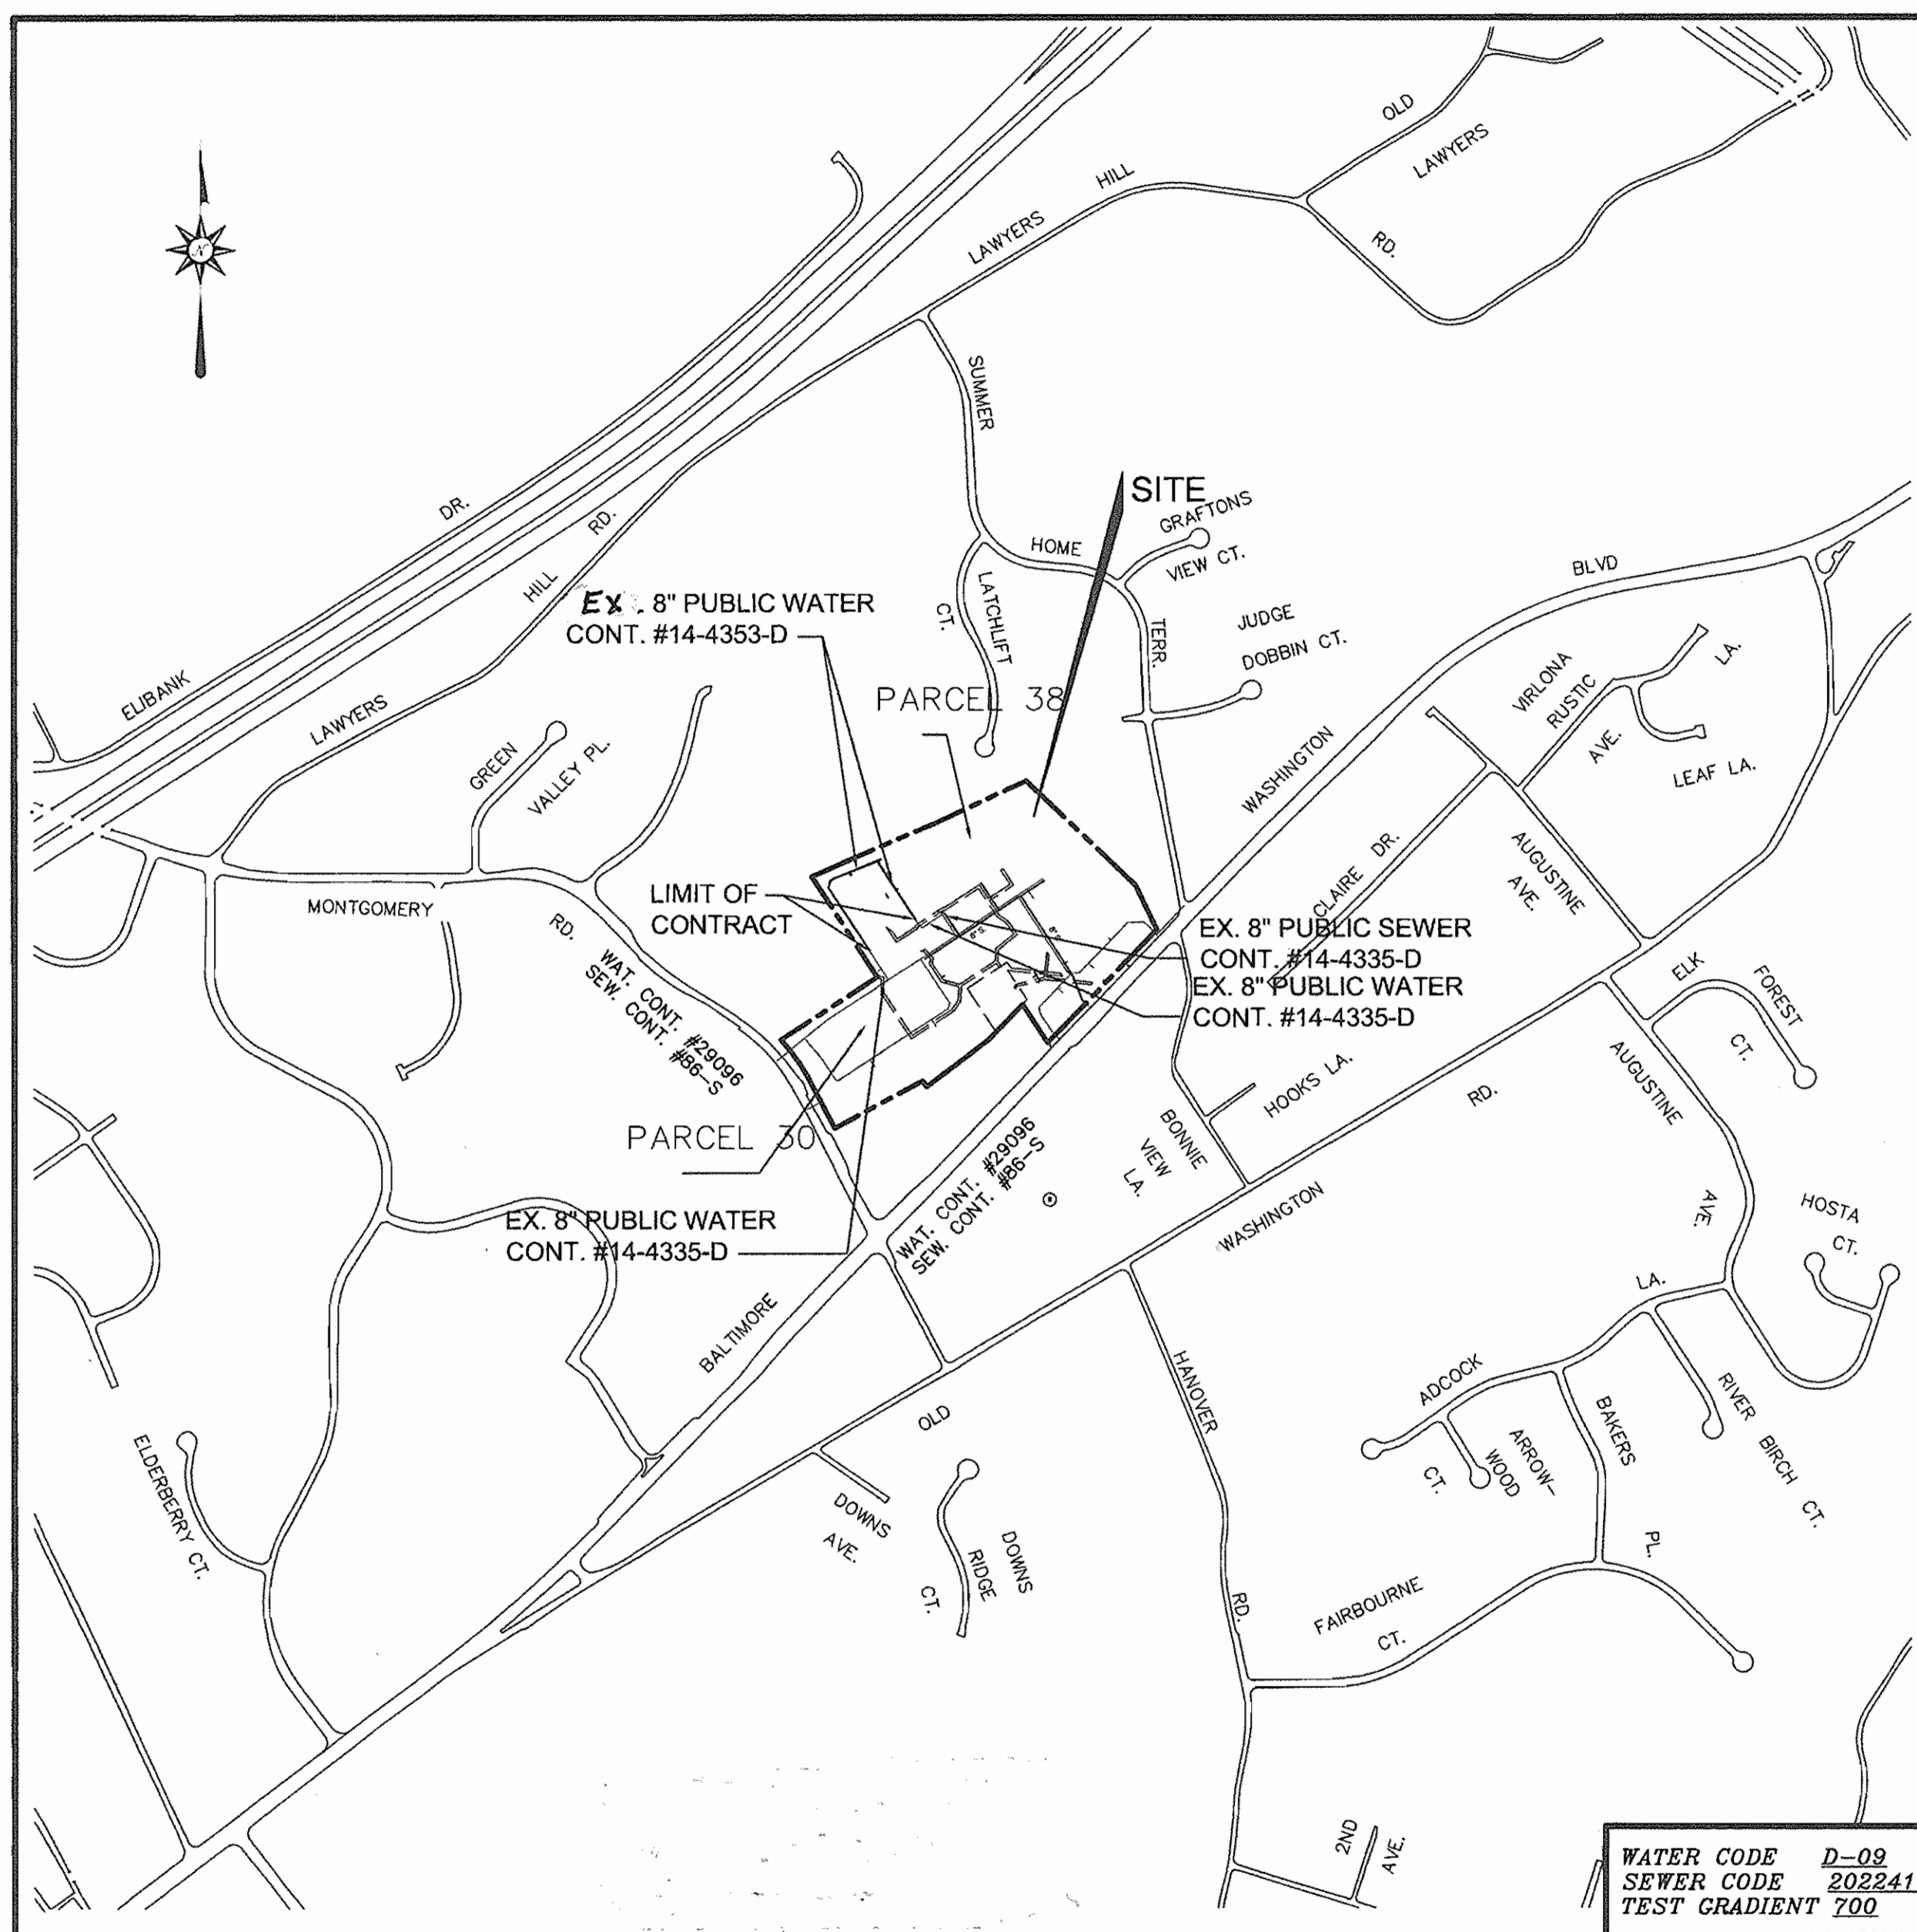 OLD
LAWYERS
HILL
LAWYERS
RD.
N
SUMMER
SITE
GRAFTONS
VIEW CT.
DR.
RD.
HOME
BLVD
HILL
Ex. 8" PUBLIC WATER
CONT. #14-4353-D
CT.
LATCHLIFT
TERR.
JUDGE
DOBBIN CT.
ELIBANK
LAWYERS
PARCEL 38
VIRLONA
RUSTIC
AVE.
LA.
LEAF LA.
GREEN
VALLEY PL.
WASHINGTON
CLAIRE DR.
AUGUSTINE
AVE.
MONTGOMERY
RD.
LIMIT OF
CONTRACT
8"S
8"S
EX. 8" PUBLIC SEWER
CONT. #14-4335-D
EX. 8" PUBLIC WATER
CONT. #14-4335-D
ELK
FOREST
CT.
WAT. CONT. #29096
SEW. CONT. #86-S
HOOKS LA.
RD.
AUGUSTINE
AVE.
PARCEL 30
BONNIE
VIEW
LA.
WAT. CONT. #29096
SEW. CONT. #86-S
EX. 8" PUBLIC WATER
CONT. #14-4335-D
WASHINGTON
HOSTA
CT.
LA.
BALTIMORE
HANOVER
ADCOCK
OLD
ARROW-
WOOD
CT.
BAKERS
PL.
RIVER
BIRCH
CT.
ELDERBERRY CT.
DOWNS
AVE.
DOWNS
RIDGE
CT.
RD.
FAIRBOURNE
CT.
2ND
AVE.
WATER CODE D-09
SEWER CODE 202241
TEST GRADIENT 700